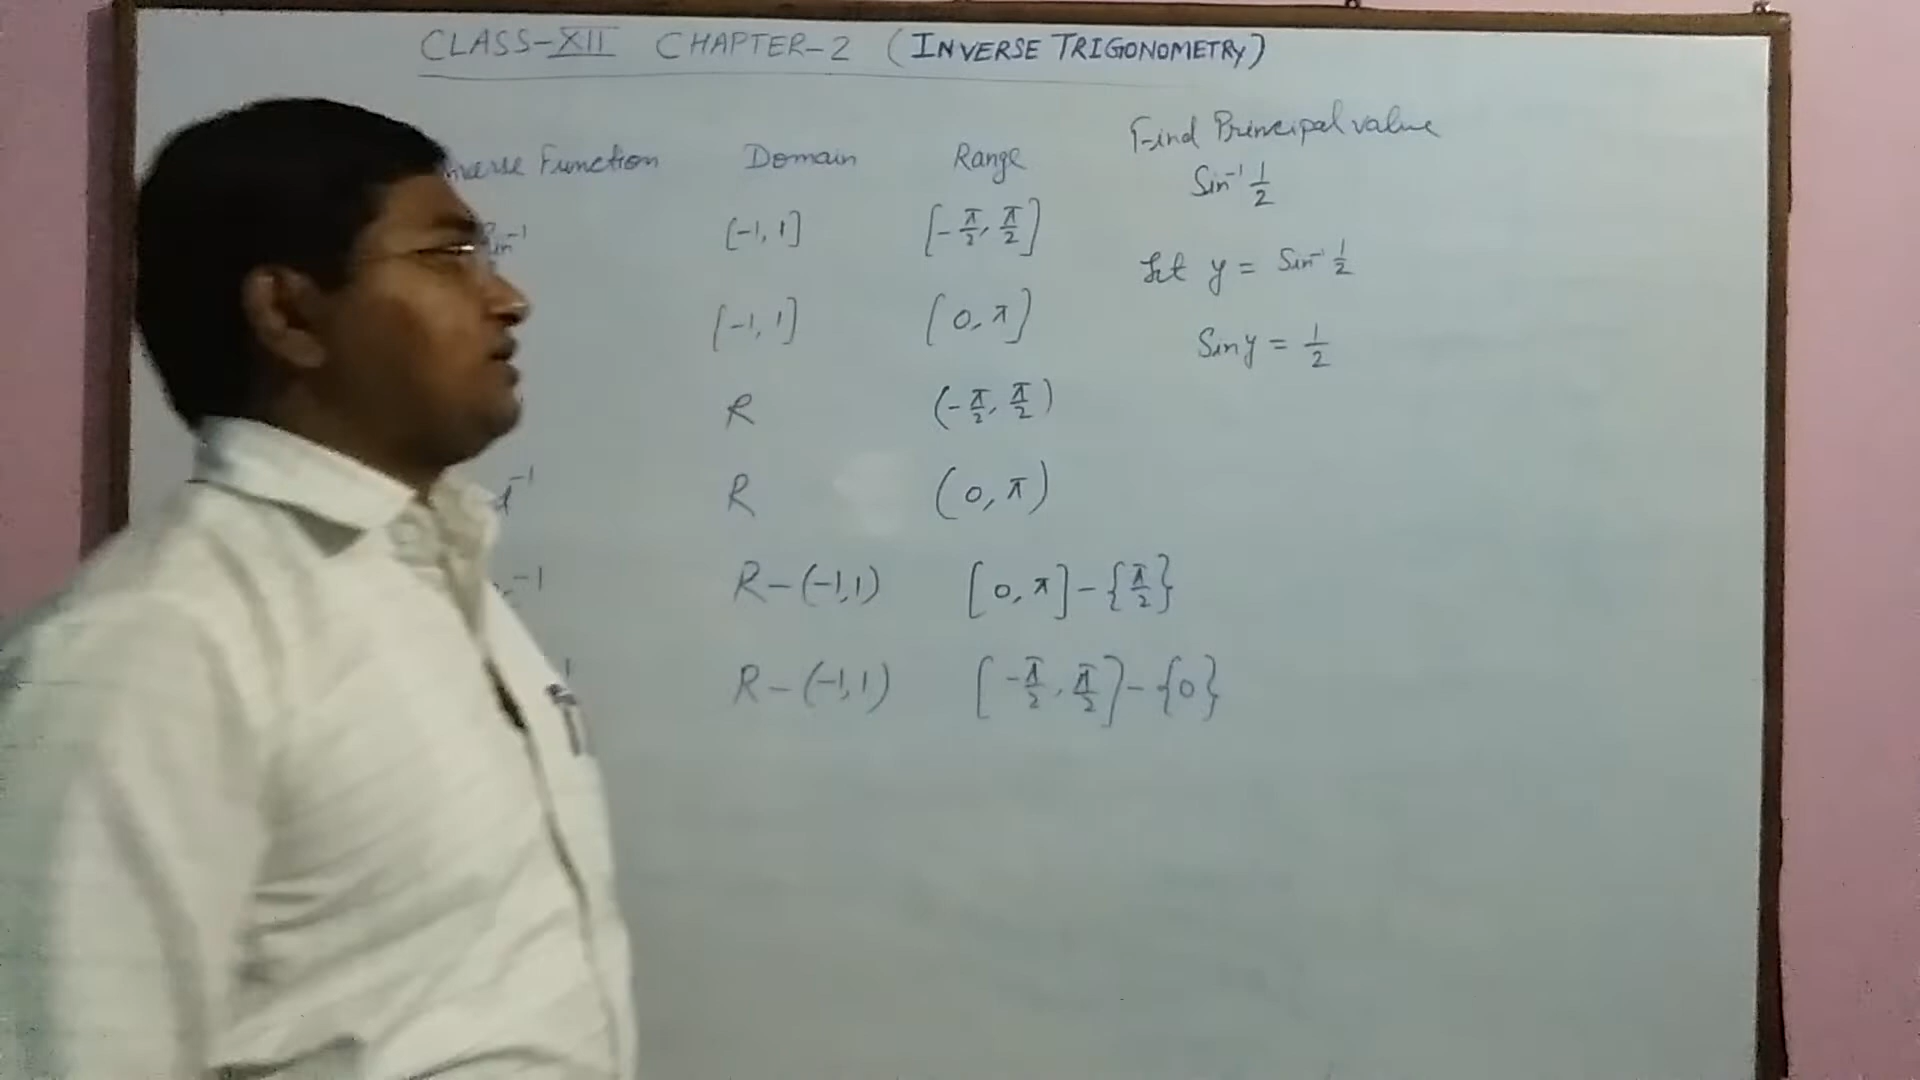 CLASS-XII CHAPTER-2 (INVERSE TRIGONOMETRY)
Function Domain Range
[-1, 1] [-π/2, π/2]
[-1, 1] [0, π]
R (-π/2, π/2)
R (0, π)
R-(-1,1) [0, π]-{π/2}
R-(-1,1) [-π/2, π/2]-{0}
Find Principal value
Sin⁻¹ 1/2
Let y = Sin⁻¹ 1/2
Sin y = 1/2